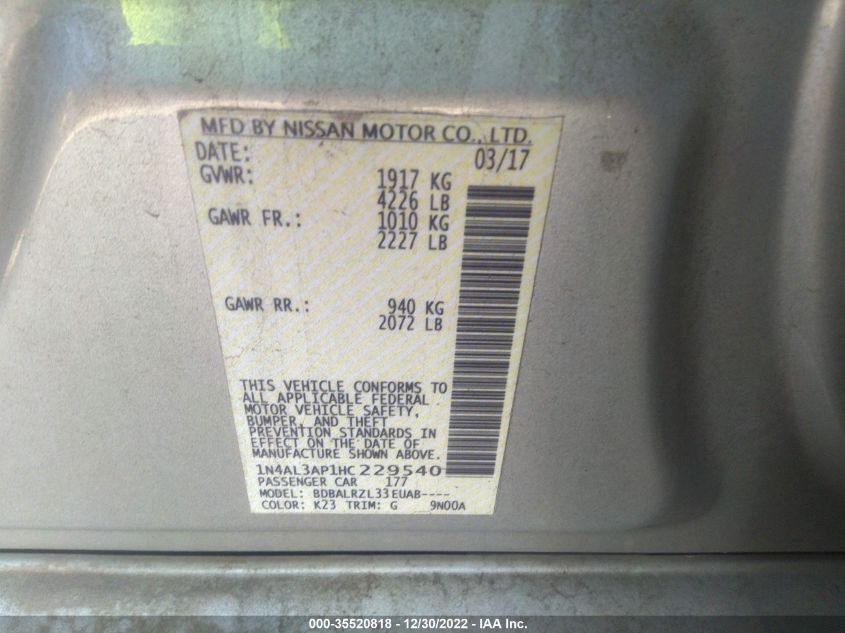 MFD BY NISSAN MOTOR CO., LTD.
DATE: 03/17
GVWR: 1917 KG
4226 LB
GAWR FR.: 1010 KG
2227 LB
GAWR RR.: 940 KG
2072 LB
THIS VEHICLE CONFORMS TO
ALL APPLICABLE FEDERAL
MOTOR VEHICLE SAFETY,
BUMPER, AND THEFT
PREVENTION STANDARDS IN
EFFECT ON THE DATE OF
MANUFACTURE SHOWN ABOVE.
1N4AL3AP1HC229540
PASSENGER CAR 177
MODEL: BDBALRZL33EUAB----
COLOR: K23 TRIM: G 9N00A
000-35520818 - 12/30/2022 - IAA Inc.